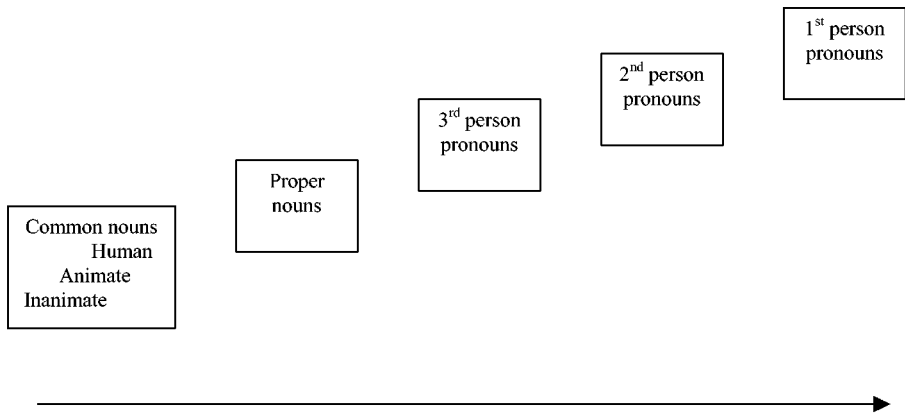 Common nouns
Human
Animate
Inanimate
Proper
nouns
3rd person
pronouns
2nd person
pronouns
1st person
pronouns